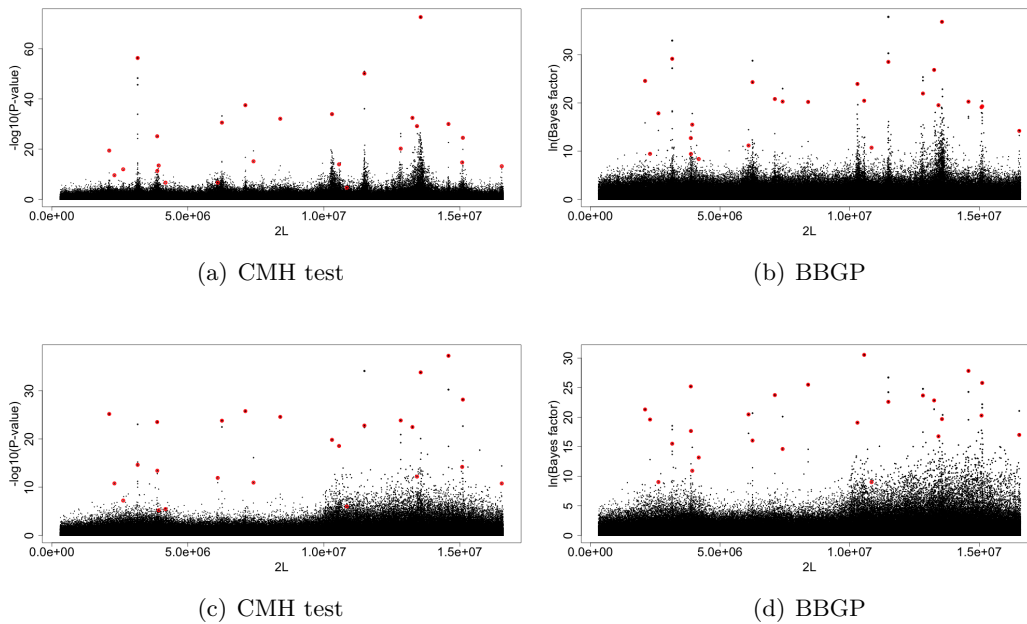 -log10(P-value)
60
40
20
0
0.0e+00
5.0e+06
1.0e+07
1.5e+07
2L
(a) CMH test
ln(Bayes factor)
30
20
10
0
0.0e+00
5.0e+06
1.0e+07
1.5e+07
2L
(b) BBGP
-log10(P-value)
30
20
10
0
0.0e+00
5.0e+06
1.0e+07
1.5e+07
2L
(c) CMH test
ln(Bayes factor)
30
25
20
15
10
5
0
0.0e+00
5.0e+06
1.0e+07
1.5e+07
2L
(d) BBGP